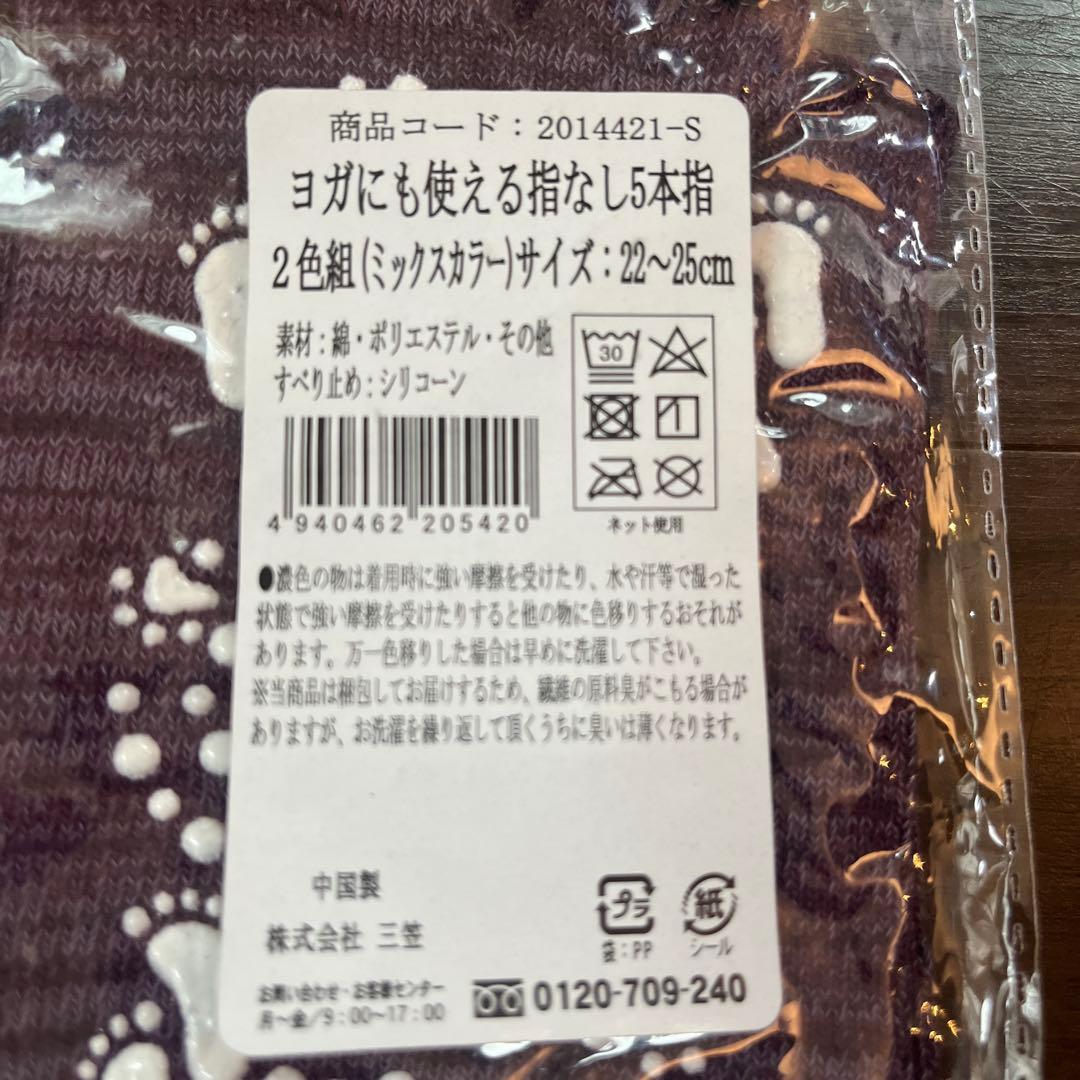 商品コード：2014421-S
ヨガにも使える指なし5本指
2色組(ミックスカラー)サイズ：22〜25cm
素材：綿・ポリエステル・その他
すべり止め：シリコーン
30
1
ネット使用
4 940462 205420
●濃色の物は着用時に強い摩擦を受けたり、水や汗等で湿った
状態で強い摩擦を受けたりすると他の物に色移りするおそれが
あります。万一色移りした場合は早めに洗濯して下さい。
※当商品は梱包してお届けするため、繊維の原料臭がこもる場合が
ありますが、お洗濯を繰り返して頂くうちに臭いは薄くなります。
中国製
株式会社 三笠
プラ
袋：PP
紙
シール
お問い合わせ・お客様センター
月〜金/9：00〜17：00
0120-709-240